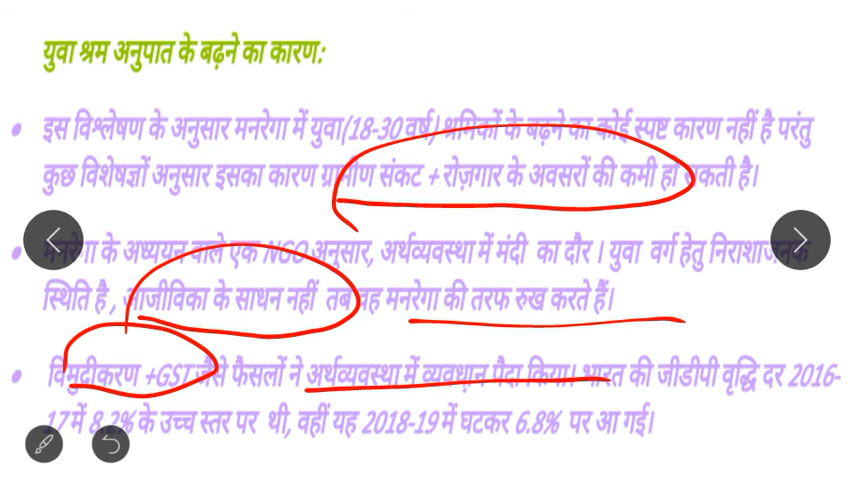 युवा श्रम अनुपात के बढ़ने का कारण:
• इस विश्लेषण के अनुसार मनरेगा में युवा(18-30 वर्ष) श्रमिकों के बढ़ने का कोई स्पष्ट कारण नहीं है परंतु
कुछ विशेषज्ञों अनुसार इसका कारण ग्रामीण संकट + रोज़गार के अवसरों की कमी हो सकती है।
• मनरेगा के अध्ययन वाले एक NGO अनुसार, अर्थव्यवस्था में मंदी का दौर । युवा वर्ग हेतु निराशाजनक
स्थिति है , आजीविका के साधन नहीं तब वह मनरेगा की तरफ रुख करते हैं।
• विमुद्रीकरण +GST जैसे फैसलों ने अर्थव्यवस्था में व्यवधान पैदा किया। भारत की जीडीपी वृद्धि दर 2016-
17 में 8.2% के उच्च स्तर पर थी, वहीं यह 2018-19 में घटकर 6.8% पर आ गई।